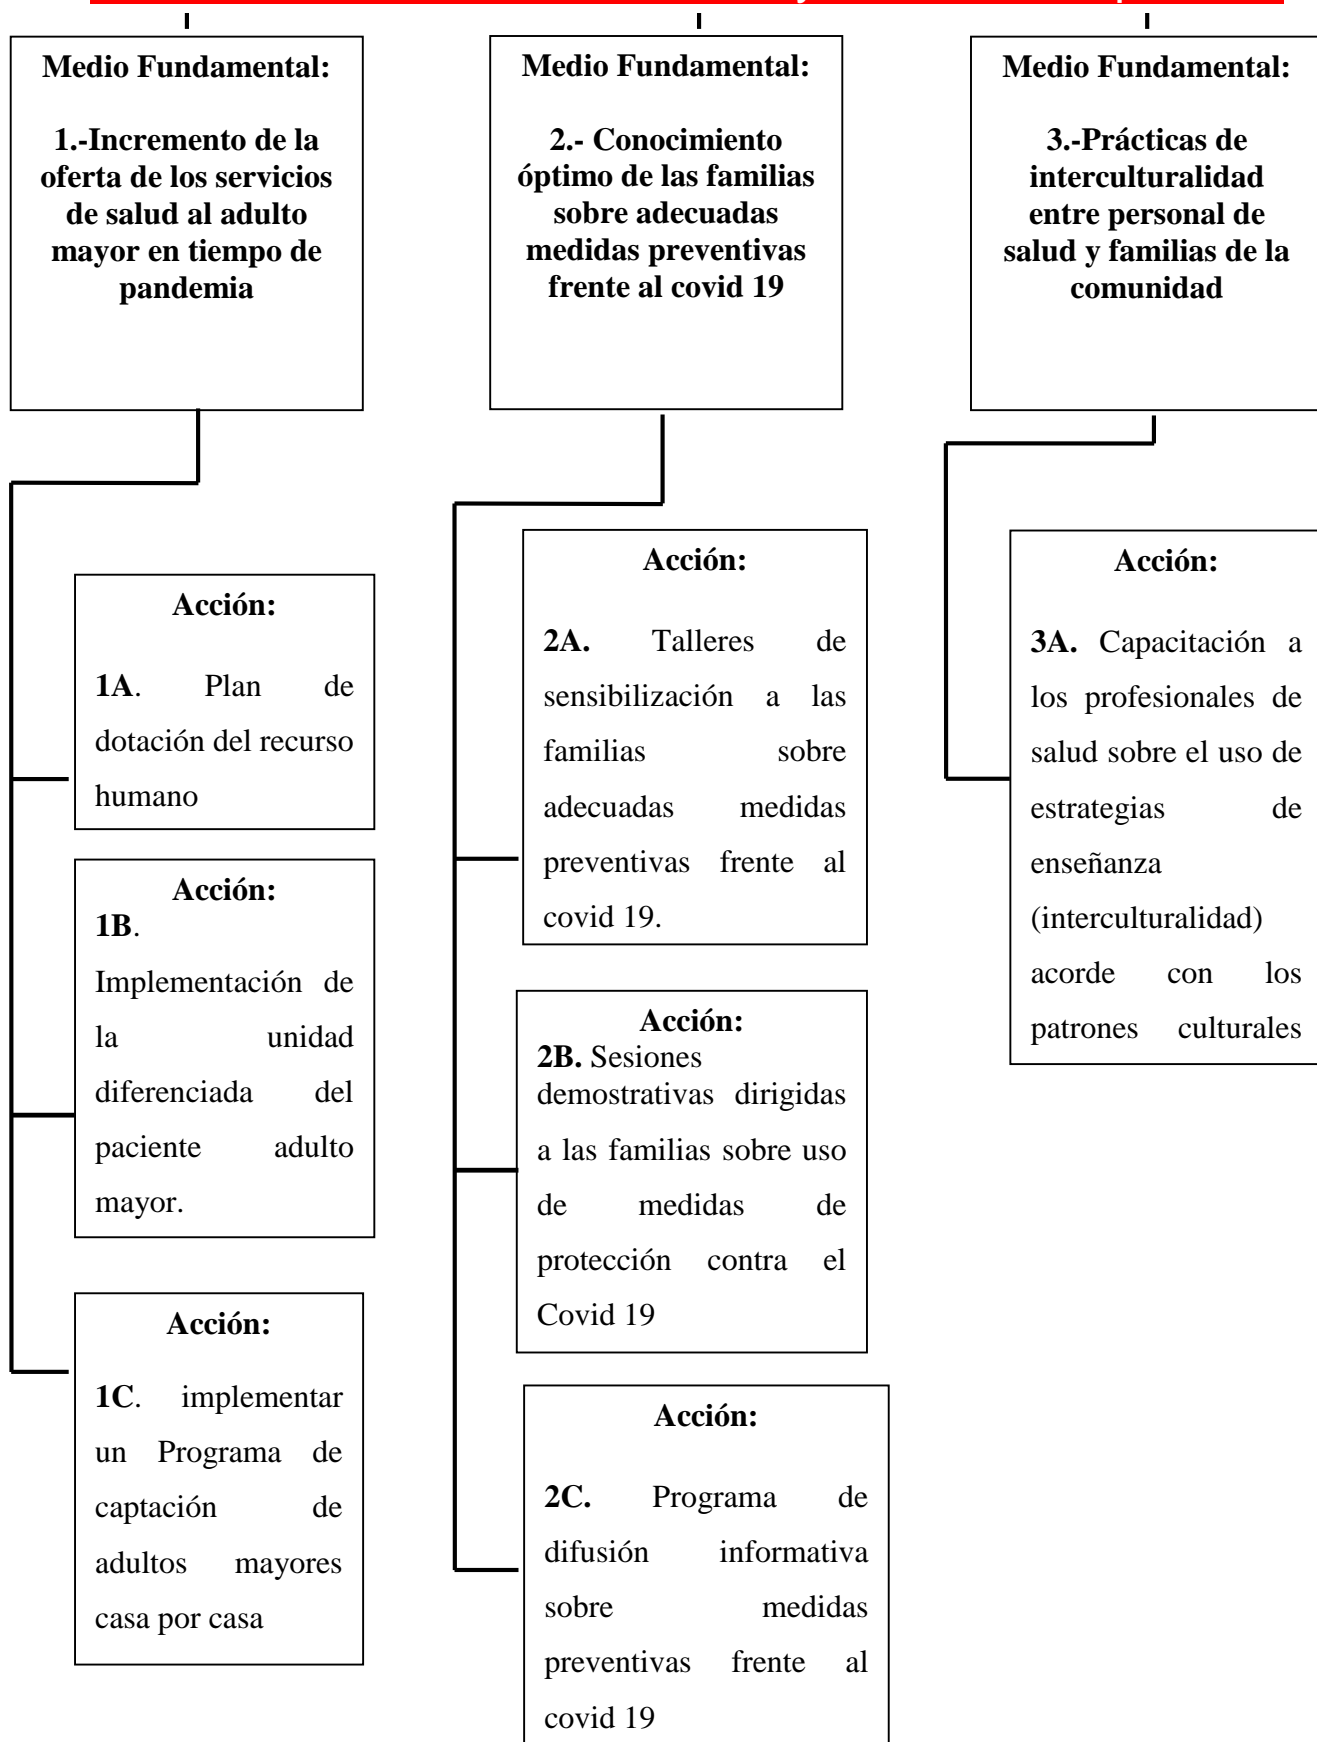 Medio Fundamental:
1.-Incremento de la
oferta de los servicios
de salud al adulto
mayor en tiempo de
pandemia
Acción:
1A. Plan de
dotación del recurso
humano
Acción:
1B.
Implementación de
la unidad
diferenciada del
paciente adulto
mayor.
Acción:
1C. implementar
un Programa de
captación de
adultos mayores
casa por casa
Medio Fundamental:
2.- Conocimiento
óptimo de las familias
sobre adecuadas
medidas preventivas
frente al covid 19
Acción:
2A. Talleres de
sensibilización a las
familias sobre
adecuadas medidas
preventivas frente al
covid 19.
Acción:
2B. Sesiones
demostrativas dirigidas
a las familias sobre uso
de medidas de
protección contra el
Covid 19
Acción:
2C. Programa de
difusión informativa
sobre medidas
preventivas frente al
covid 19
Medio Fundamental:
3.-Prácticas de
interculturalidad
entre personal de
salud y familias de la
comunidad
Acción:
3A. Capacitación a
los profesionales de
salud sobre el uso de
estrategias de
enseñanza
(interculturalidad)
acorde con los
patrones culturales